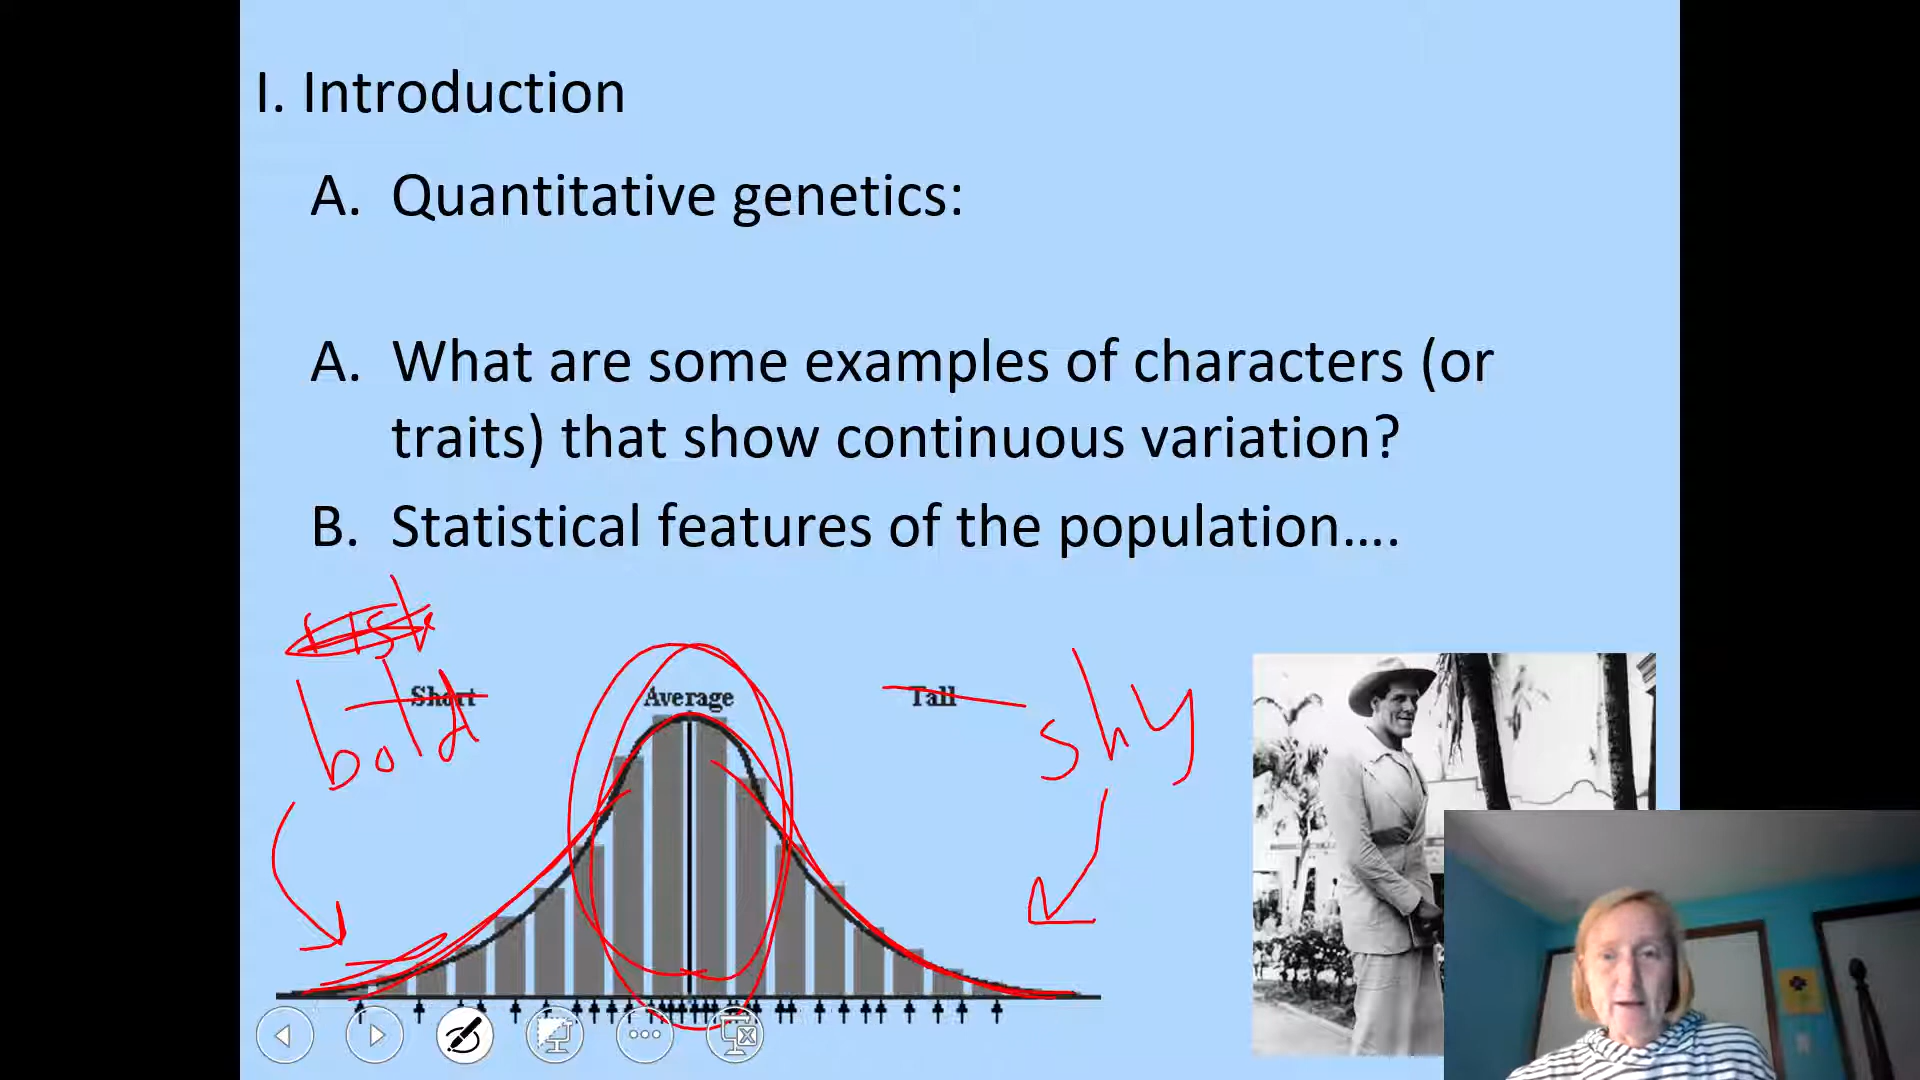 I. Introduction
A. Quantitative genetics:
A. What are some examples of characters (or
traits) that show continuous variation?
B. Statistical features of the population....
risk
Short Average Tall
bold
shy